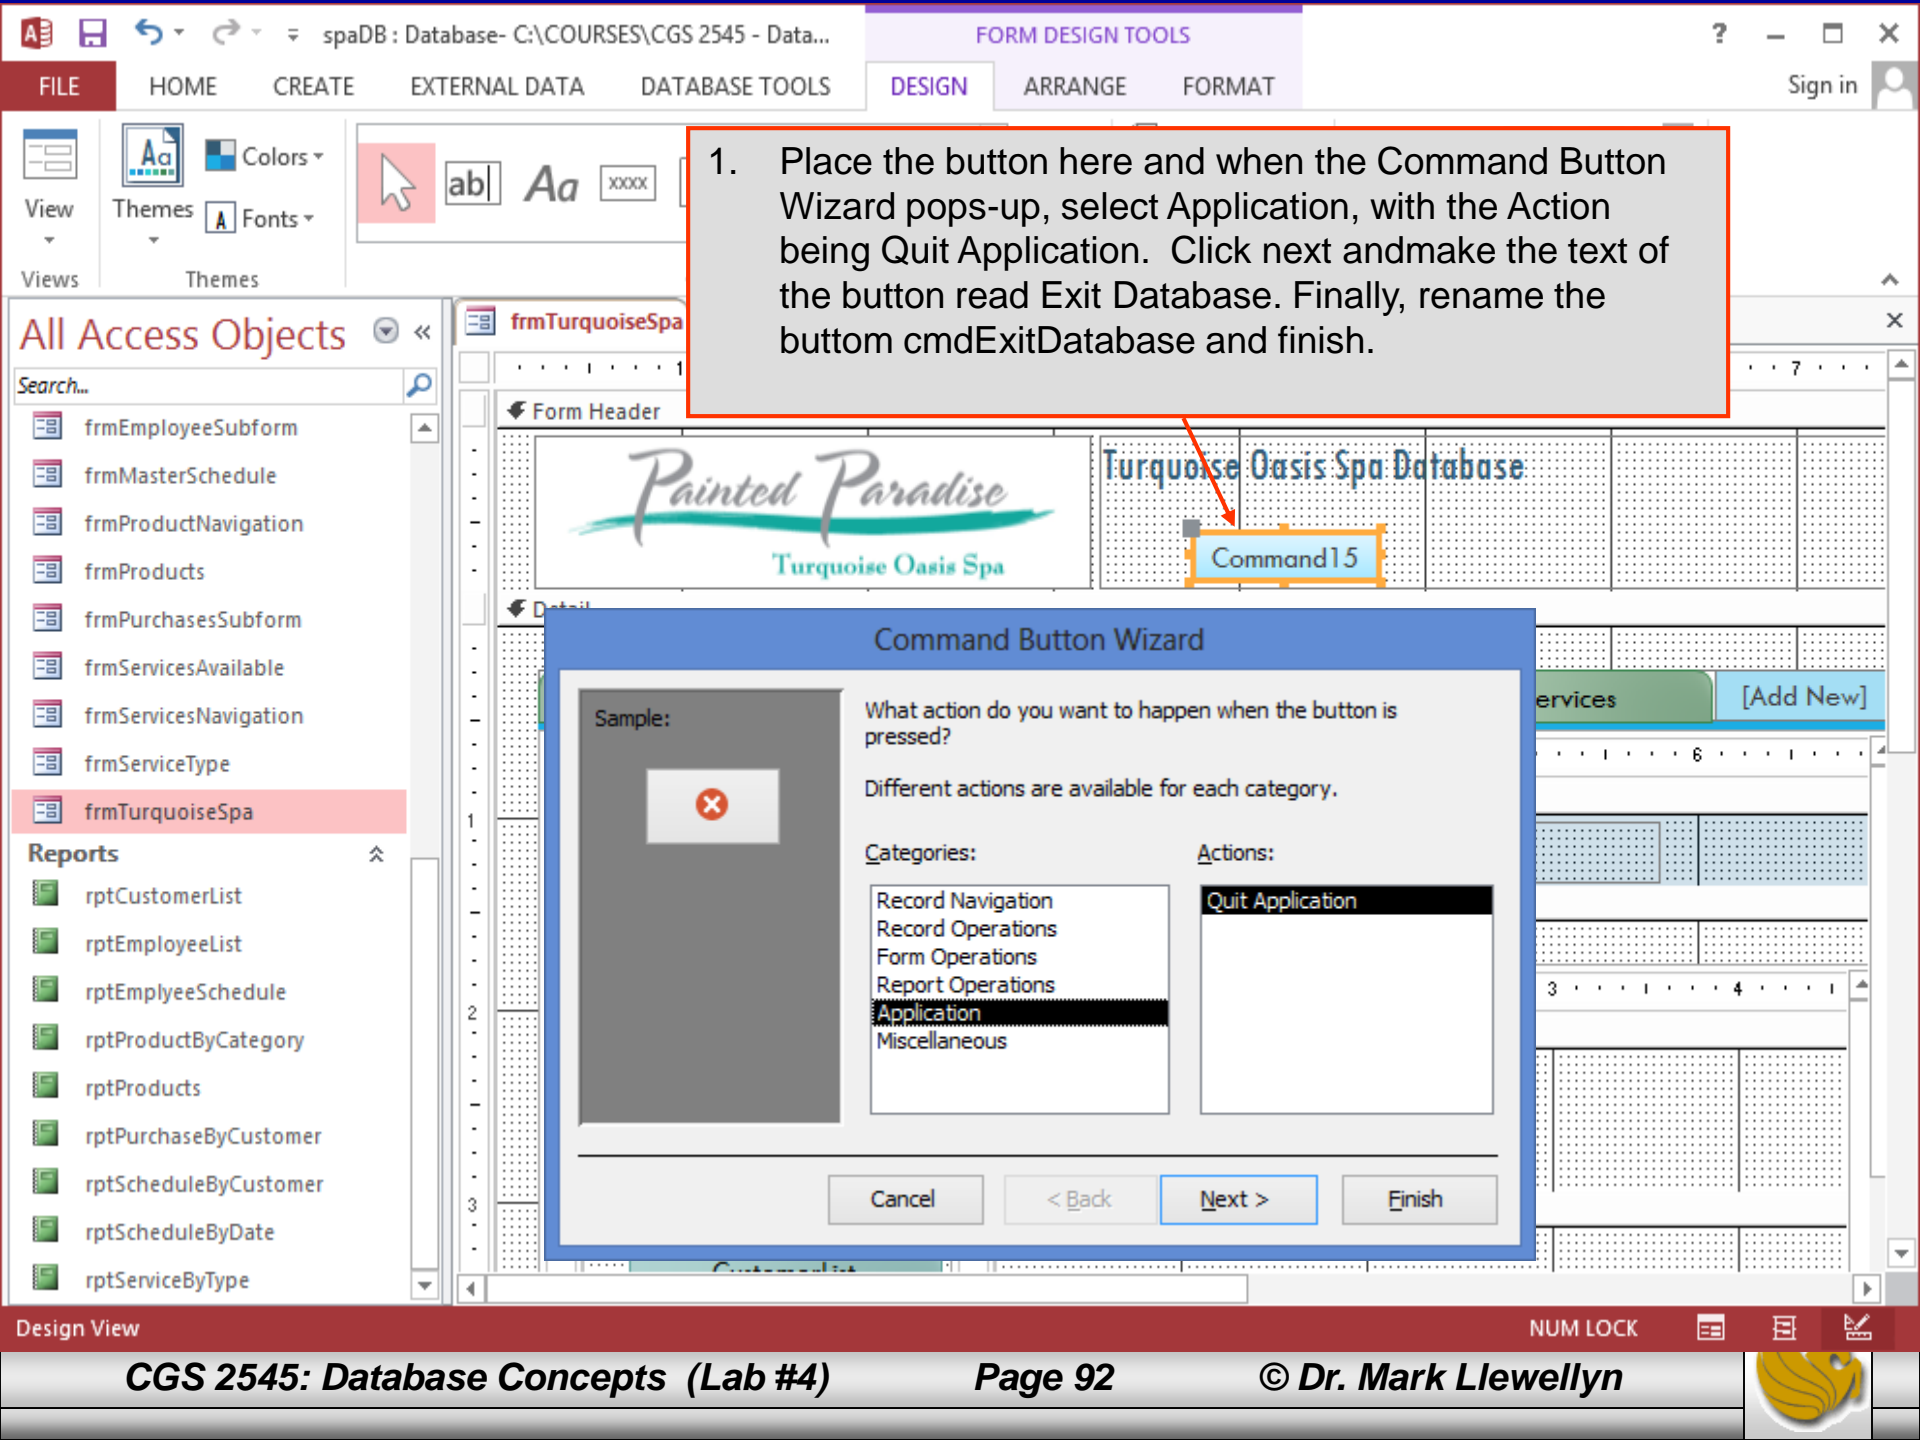 spaDB : Database- C:\COURSES\CGS 2545 - Data...
FORM DESIGN TOOLS
?
FILE HOME CREATE EXTERNAL DATA DATABASE TOOLS DESIGN ARRANGE FORMAT Sign in
View
Themes
Colors
Fonts
ab|
Aa
xxxx
Views
Themes
1. Place the button here and when the Command Button
Wizard pops-up, select Application, with the Action
being Quit Application.  Click next andmake the text of
the button read Exit Database. Finally, rename the
buttom cmdExitDatabase and finish.
All Access Objects «
Search...
frmEmployeeSubform
frmMasterSchedule
frmProductNavigation
frmProducts
frmPurchasesSubform
frmServicesAvailable
frmServicesNavigation
frmServiceType
frmTurquoiseSpa
Reports
rptCustomerList
rptEmployeeList
rptEmplyeeSchedule
rptProductByCategory
rptProducts
rptPurchaseByCustomer
rptScheduleByCustomer
rptScheduleByDate
rptServiceByType
frmTurquoiseSpa
1
7
Form Header
Painted Paradise
Turquoise Oasis Spa
Turquoise Oasis Spa Database
Command15
ervices
[Add New]
6
1
2
3
3 4
Command Button Wizard
Sample:
What action do you want to happen when the button is
pressed?
Different actions are available for each category.
Categories:
Actions:
Record Navigation
Record Operations
Form Operations
Report Operations
Application
Miscellaneous
Quit Application
Cancel
< Back
Next >
Finish
Design View
NUM LOCK
CGS 2545: Database Concepts  (Lab #4)
Page 92
© Dr. Mark Llewellyn